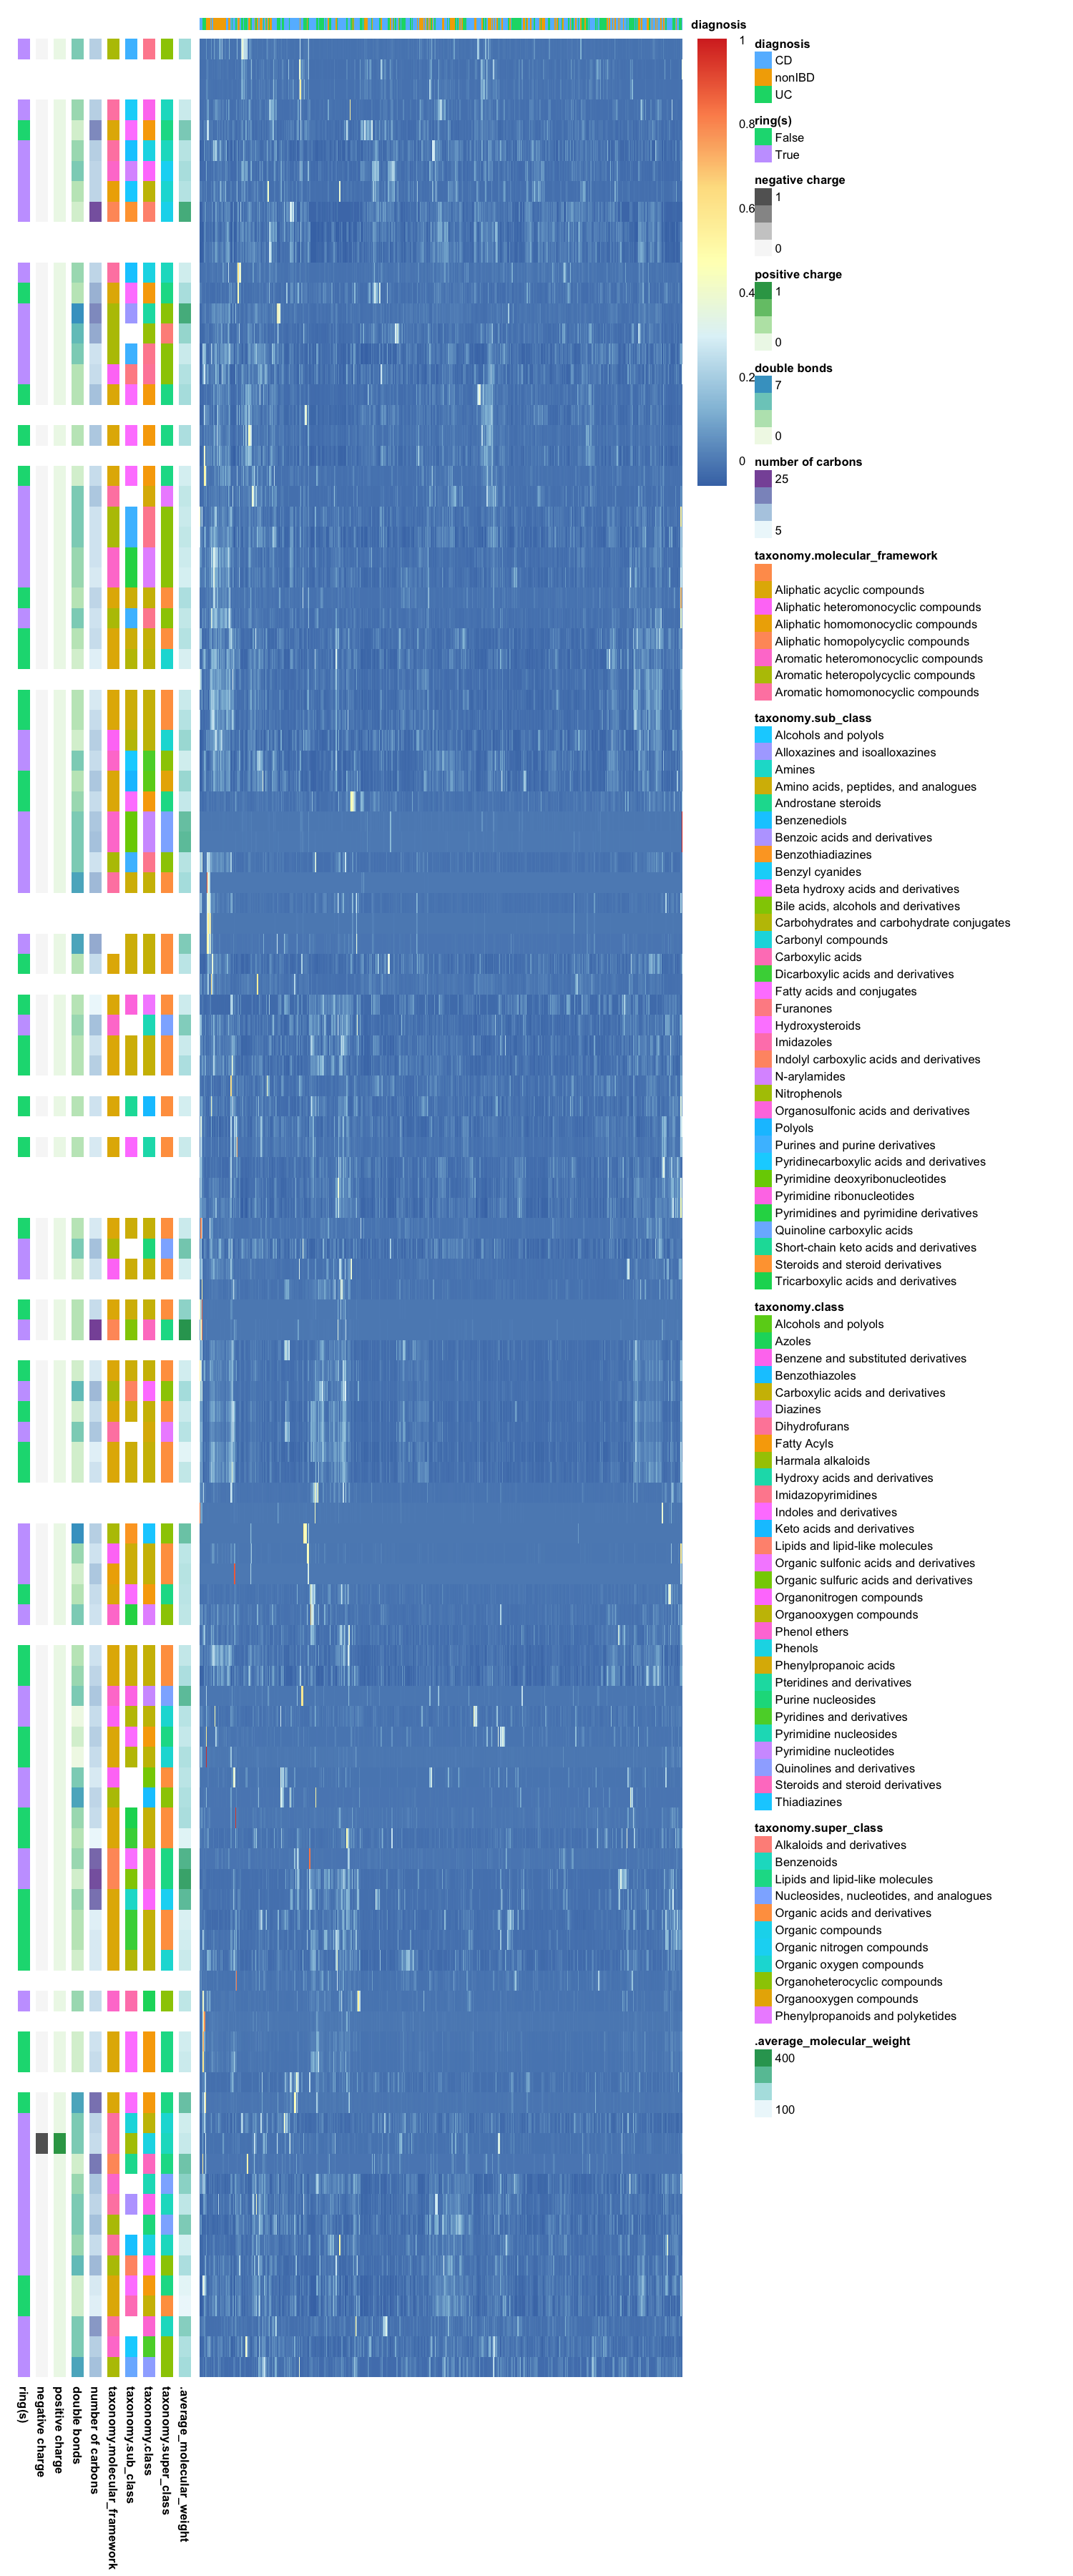 diagnosis
1
0.8
0.6
0.4
0.2
0
diagnosis
CD
nonIBD
UC
ring(s)
False
True
negative charge
1
0
positive charge
1
0
double bonds
7
0
number of carbons
25
5
taxonomy.molecular_framework
Aliphatic acyclic compounds
Aliphatic heteromonocyclic compounds
Aliphatic homomonocyclic compounds
Aliphatic homopolycyclic compounds
Aromatic heteromonocyclic compounds
Aromatic heteropolycyclic compounds
Aromatic homomonocyclic compounds
taxonomy.sub_class
Alcohols and polyols
Alloxazines and isoalloxazines
Amines
Amino acids, peptides, and analogues
Androstane steroids
Benzenediols
Benzoic acids and derivatives
Benzothiadiazines
Benzyl cyanides
Beta hydroxy acids and derivatives
Bile acids, alcohols and derivatives
Carbohydrates and carbohydrate conjugates
Carbonyl compounds
Carboxylic acids
Dicarboxylic acids and derivatives
Fatty acids and conjugates
Furanones
Hydroxysteroids
Imidazoles
Indolyl carboxylic acids and derivatives
N-arylamides
Nitrophenols
Organosulfonic acids and derivatives
Polyols
Purines and purine derivatives
Pyridinecarboxylic acids and derivatives
Pyrimidine deoxyribonucleotides
Pyrimidine ribonucleotides
Pyrimidines and pyrimidine derivatives
Quinoline carboxylic acids
Short-chain keto acids and derivatives
Steroids and steroid derivatives
Tricarboxylic acids and derivatives
taxonomy.class
Alcohols and polyols
Azoles
Benzene and substituted derivatives
Benzothiazoles
Carboxylic acids and derivatives
Diazines
Dihydrofurans
Fatty Acyls
Harmala alkaloids
Hydroxy acids and derivatives
Imidazopyrimidines
Indoles and derivatives
Keto acids and derivatives
Lipids and lipid-like molecules
Organic sulfonic acids and derivatives
Organic sulfuric acids and derivatives
Organonitrogen compounds
Organooxygen compounds
Phenol ethers
Phenols
Phenylpropanoic acids
Pteridines and derivatives
Purine nucleosides
Pyridines and derivatives
Pyrimidine nucleosides
Pyrimidine nucleotides
Quinolines and derivatives
Steroids and steroid derivatives
Thiadiazines
taxonomy.super_class
Alkaloids and derivatives
Benzenoids
Lipids and lipid-like molecules
Nucleosides, nucleotides, and analogues
Organic acids and derivatives
Organic compounds
Organic nitrogen compounds
Organic oxygen compounds
Organoheterocyclic compounds
Organooxygen compounds
Phenylpropanoids and polyketides
.average_molecular_weight
400
100
ring(s)
negative charge
positive charge
double bonds
number of carbons
taxonomy.molecular_framework
taxonomy.sub_class
taxonomy.class
taxonomy.super_class
.average_molecular_weight